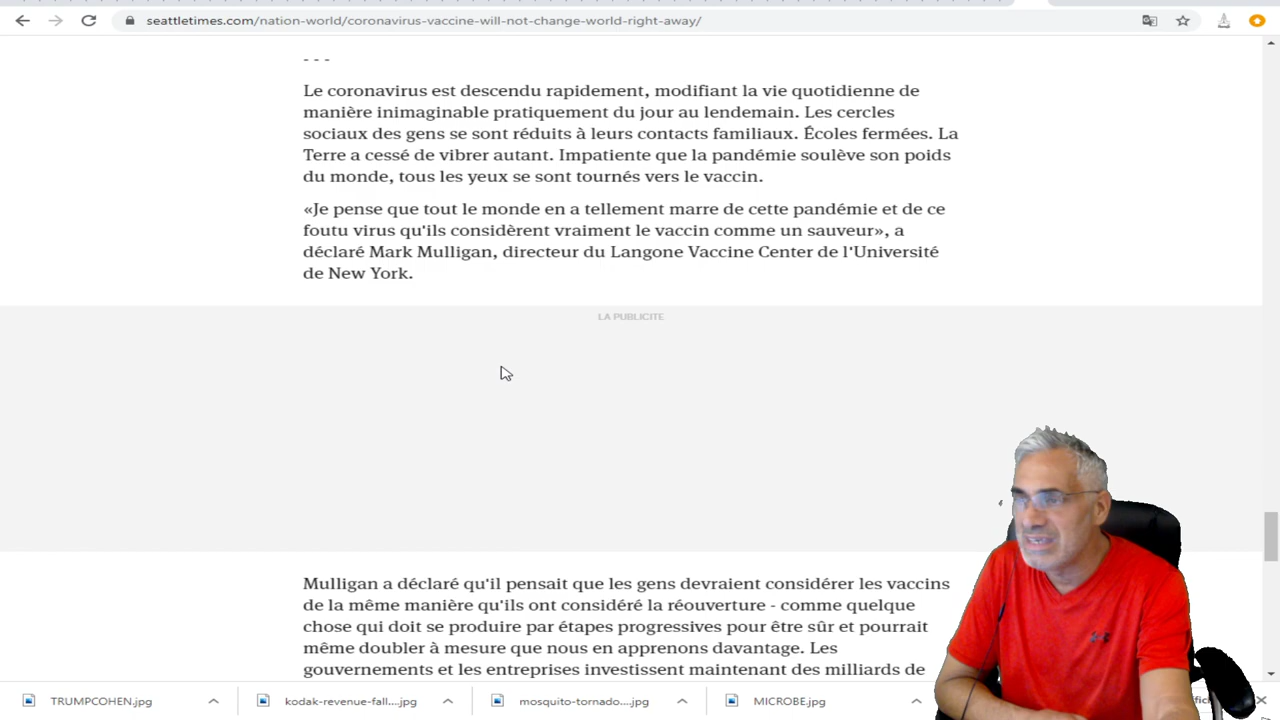 seattletimes.com/nation-world/coronavirus-vaccine-will-not-change-world-right-away/
- - -
Le coronavirus est descendu rapidement, modifiant la vie quotidienne de
manière inimaginable pratiquement du jour au lendemain. Les cercles
sociaux des gens se sont réduits à leurs contacts familiaux. Écoles fermées. La
Terre a cessé de vibrer autant. Impatiente que la pandémie soulève son poids
du monde, tous les yeux se sont tournés vers le vaccin.
«Je pense que tout le monde en a tellement marre de cette pandémie et de ce
foutu virus qu'ils considèrent vraiment le vaccin comme un sauveur», a
déclaré Mark Mulligan, directeur du Langone Vaccine Center de l'Université
de New York.
LA PUBLICITE
Mulligan a déclaré qu'il pensait que les gens devraient considérer les vaccins
de la même manière qu'ils ont considéré la réouverture - comme quelque
chose qui doit se produire par étapes progressives pour être sûr et pourrait
même doubler à mesure que nous en apprenons davantage. Les
gouvernements et les entreprises investissent maintenant des milliards de
TRUMPCOHEN.jpg
kodak-revenue-fall....jpg
mosquito-tornado....jpg
MICROBE.jpg